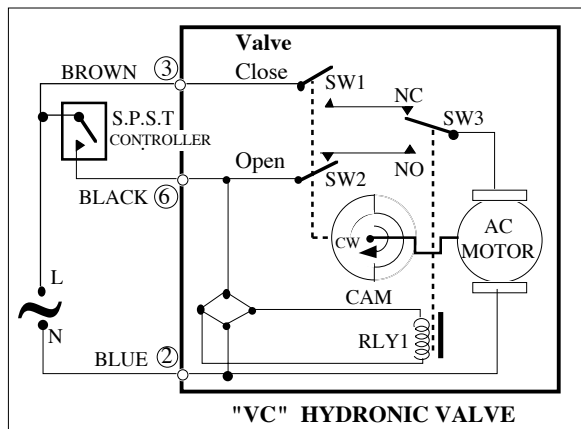 Valve
BROWN ③ Close
SW1
NC
SW3
S.P.S.T
CONTROLLER
Open
NO
SW2
BLACK ⑥
CW
AC
MOTOR
L
CAM
N
RLY1
BLUE ②
"VC" HYDRONIC VALVE